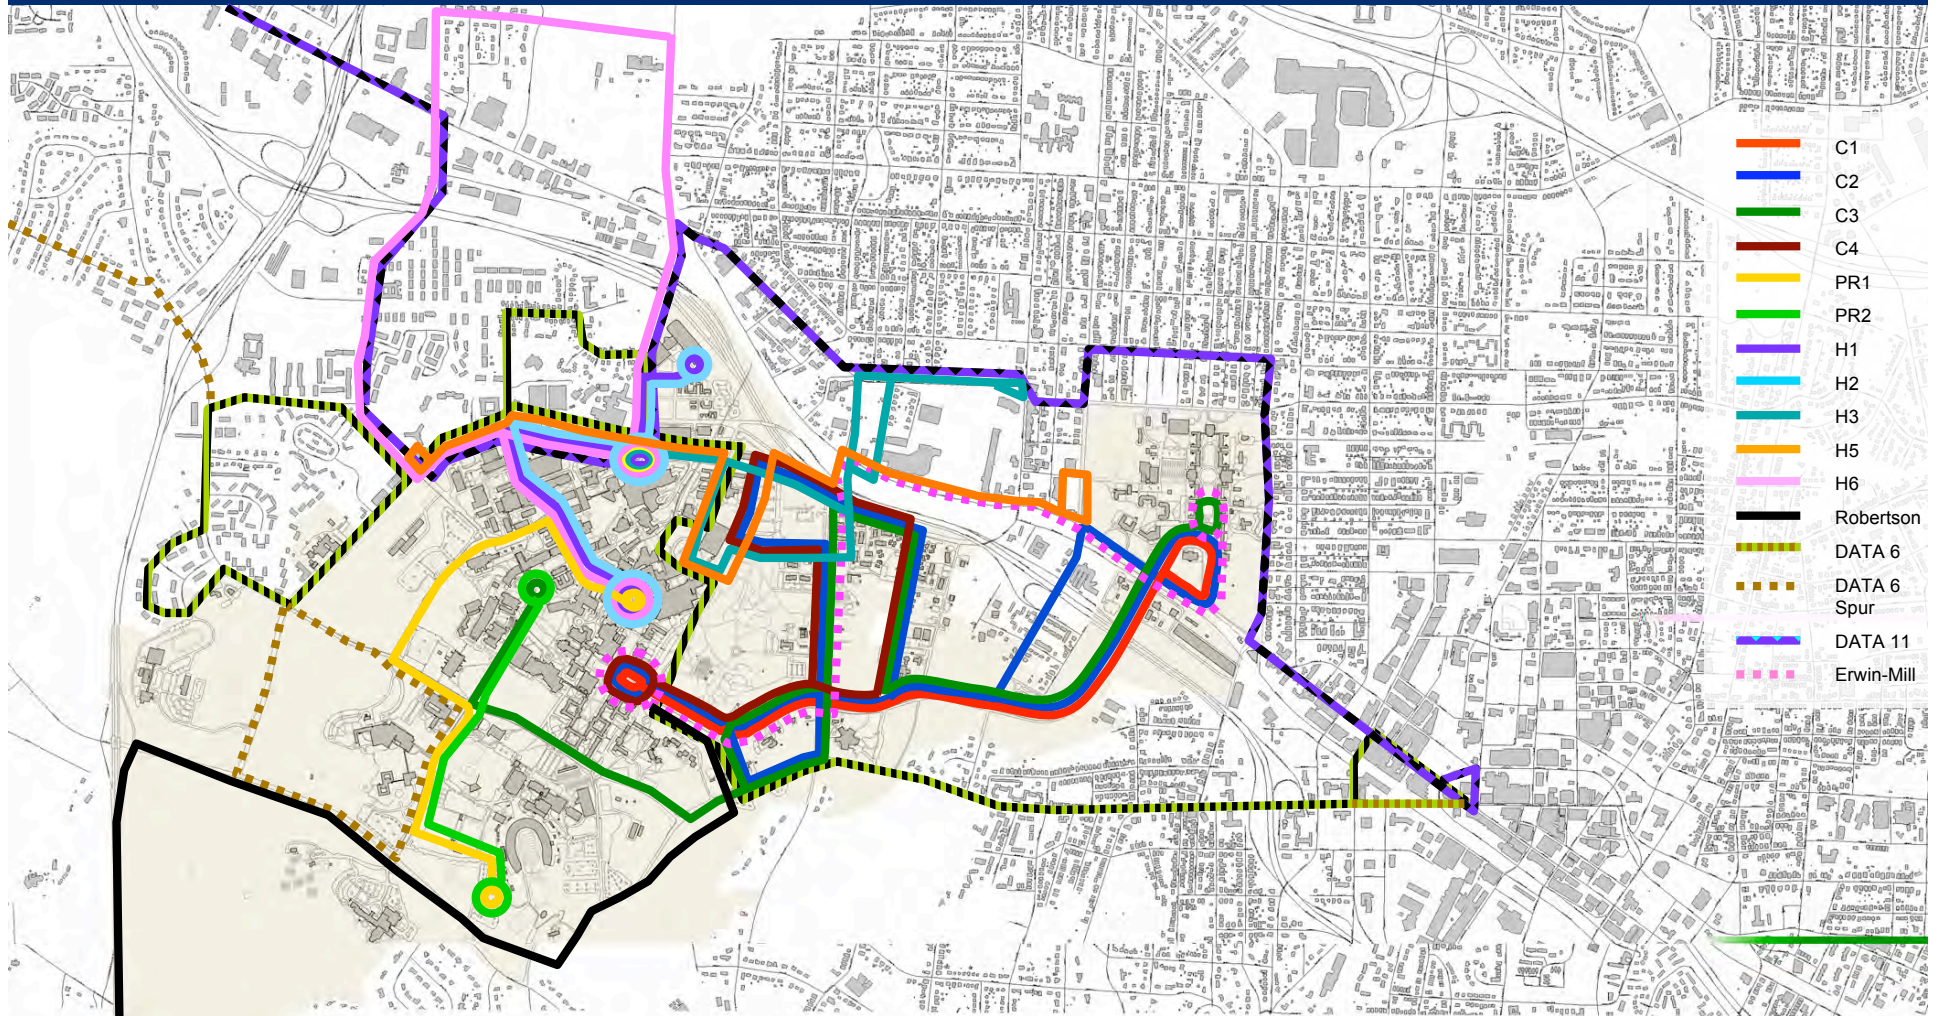 C1
C2
C3
C4
PR1
PR2
H1
H2
H3
H5
H6
Robertson
DATA 6
DATA 6
Spur
DATA 11
Erwin-Mill